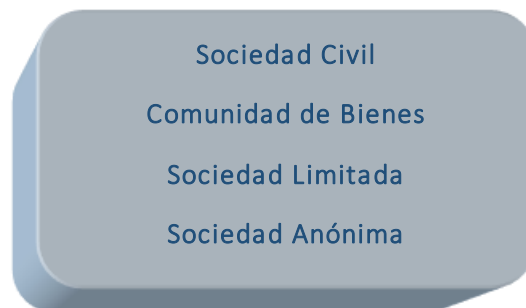 Sociedad Civil
Comunidad de Bienes
Sociedad Limitada
Sociedad Anónima